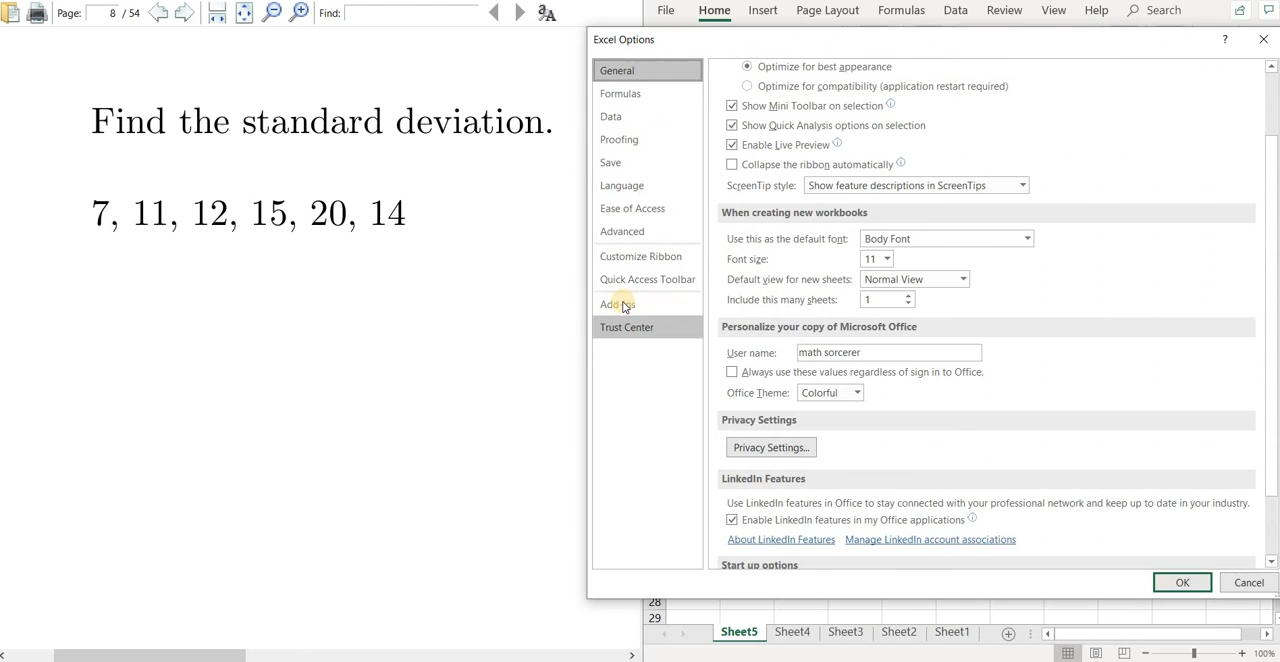 Page: 8 / 54 Find:
Find the standard deviation.
7, 11, 12, 15, 20, 14
File Home Insert Page Layout Formulas Data Review View Help Search
Excel Options ?
General
Formulas
Data
Proofing
Save
Language
Ease of Access
Advanced
Customize Ribbon
Quick Access Toolbar
Add-ins
Trust Center
Optimize for best appearance
Optimize for compatibility (application restart required)
Show Mini Toolbar on selection
Show Quick Analysis options on selection
Enable Live Preview
Collapse the ribbon automatically
ScreenTip style: Show feature descriptions in ScreenTips
When creating new workbooks
Use this as the default font: Body Font
Font size: 11
Default view for new sheets: Normal View
Include this many sheets: 1
Personalize your copy of Microsoft Office
User name: math sorcerer
Always use these values regardless of sign in to Office.
Office Theme: Colorful
Privacy Settings
Privacy Settings...
LinkedIn Features
Use LinkedIn features in Office to stay connected with your professional network and keep up to date in your industry.
Enable LinkedIn features in my Office applications
About LinkedIn Features Manage LinkedIn account associations
Start up options
OK Cancel
28
29
Sheet5 Sheet4 Sheet3 Sheet2 Sheet1
100%